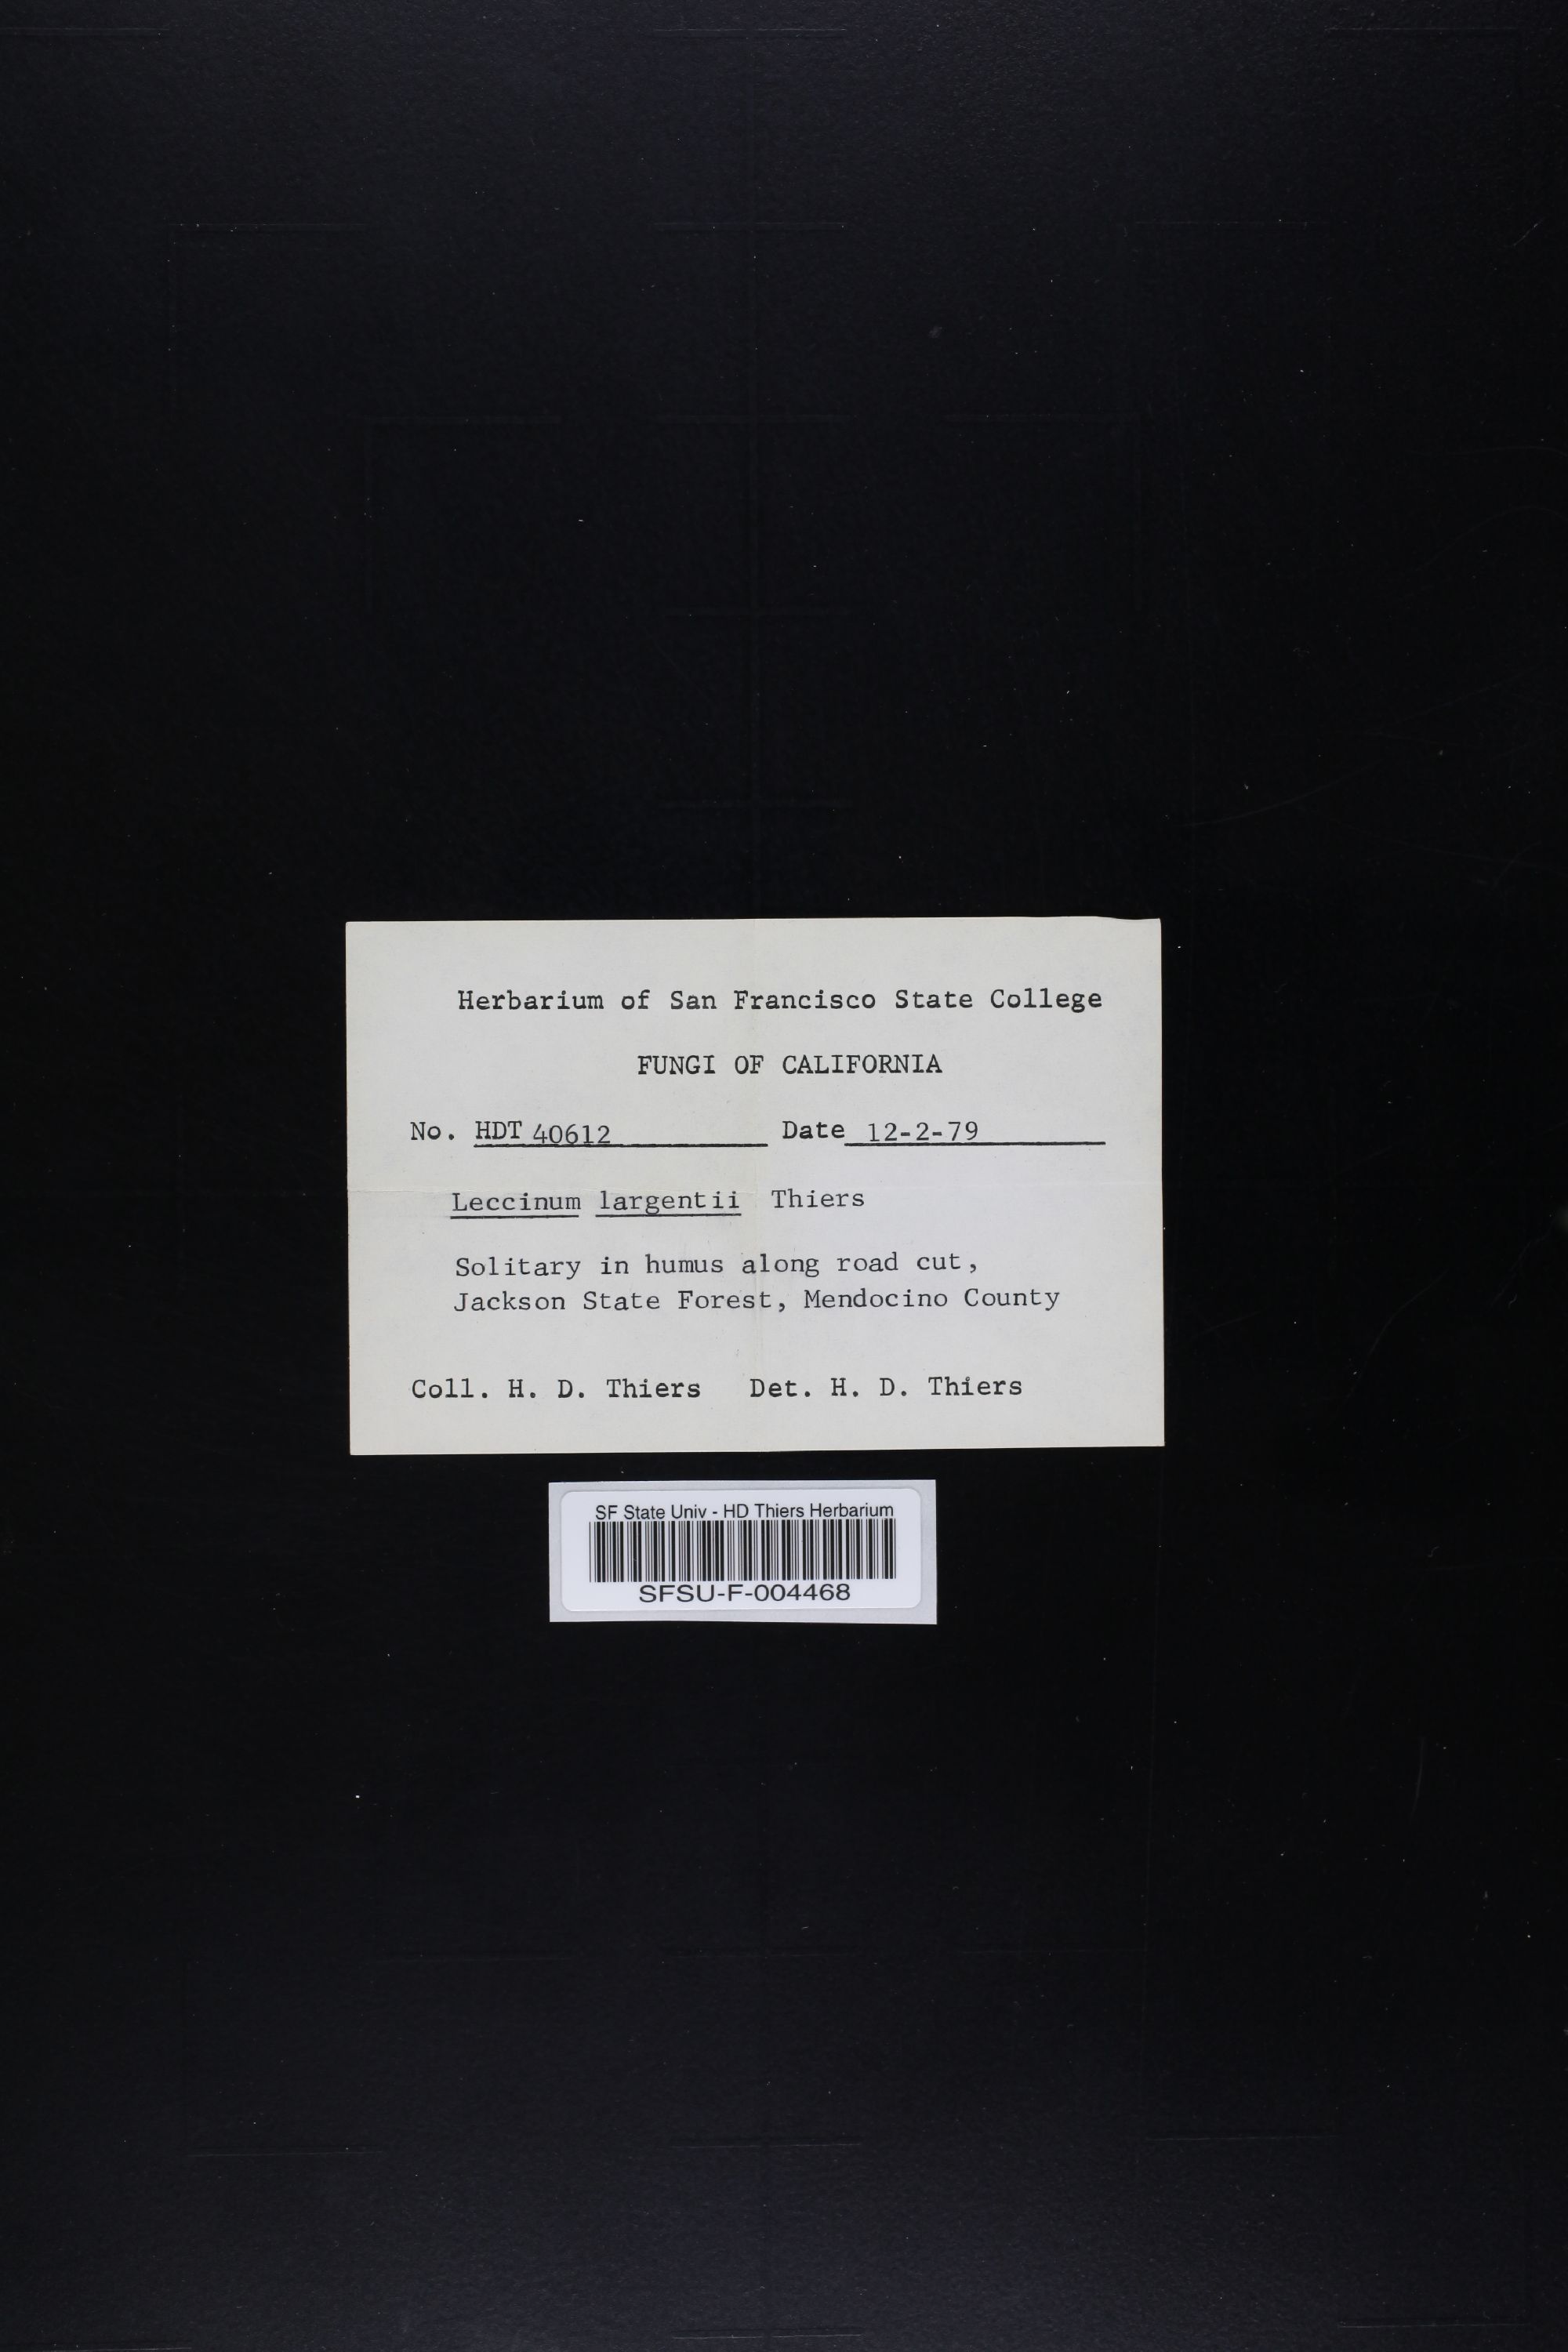 Herbarium of San Francisco State College
FUNGI OF CALIFORNIA
No. HDT 40612 Date 12-2-79
Leccinum largentii Thiers
Solitary in humus along road cut,
Jackson State Forest, Mendocino County
Coll. H. D. Thiers Det. H. D. Thiers
SF State Univ - HD Thiers Herbarium
SFSU-F-004468